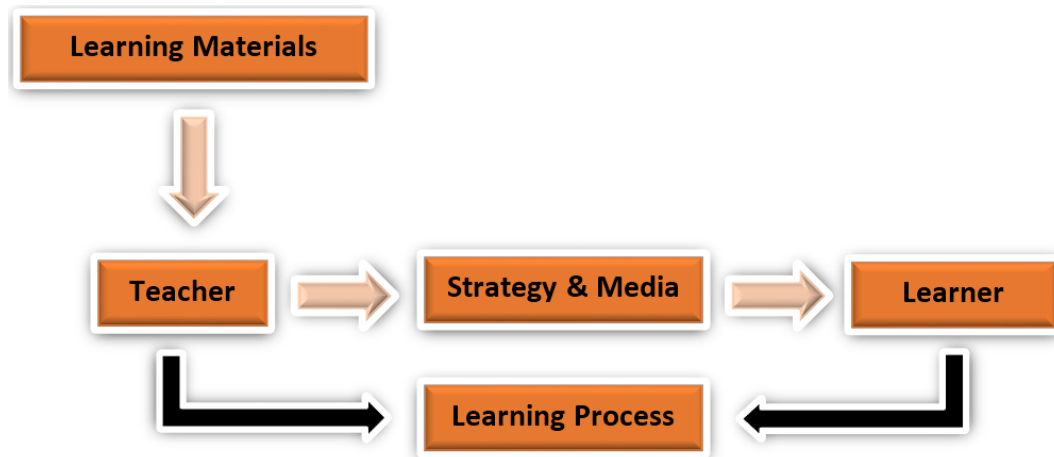 Learning Materials
Teacher
Strategy & Media
Learner
Learning Process